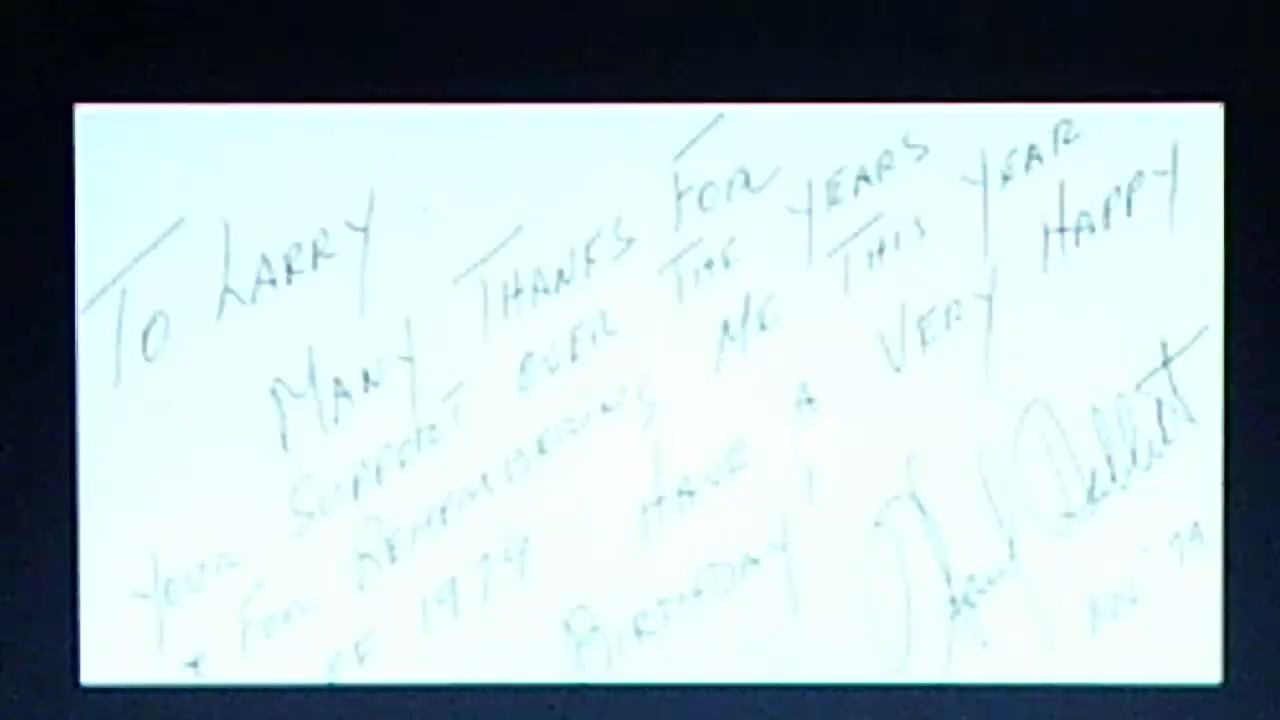 TO LARRY
MANY THANKS FOR
YOUR SUPPORT OVER THE YEARS
+ FOR REMEMBERING ME THIS YEAR
OF HAVE A VERY HAPPY
BIRTHDAY